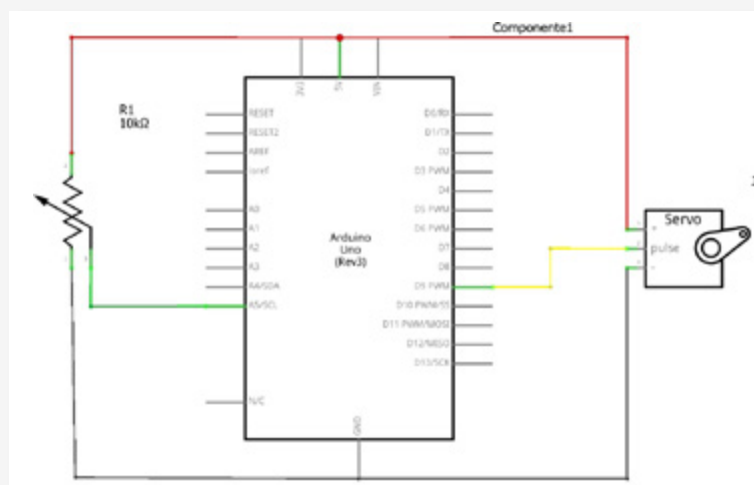 Componente1
3V3
5V
VIN
R1
10kΩ
RESET
RESET2
AREF
ioref
A0
A1
A2
A3
A4/SDA
A5/SCL
N/C
Arduino
Uno
(Rev3)
D0/RX
D1/TX
D2
D3 PWM
D4
D5 PWM
D6 PWM
D7
D8
D9 PWM
D10 PWM/SS
D11 PWM/MOSI
D12/MISO
D13/SCK
GND
Servo
+
pulse
-